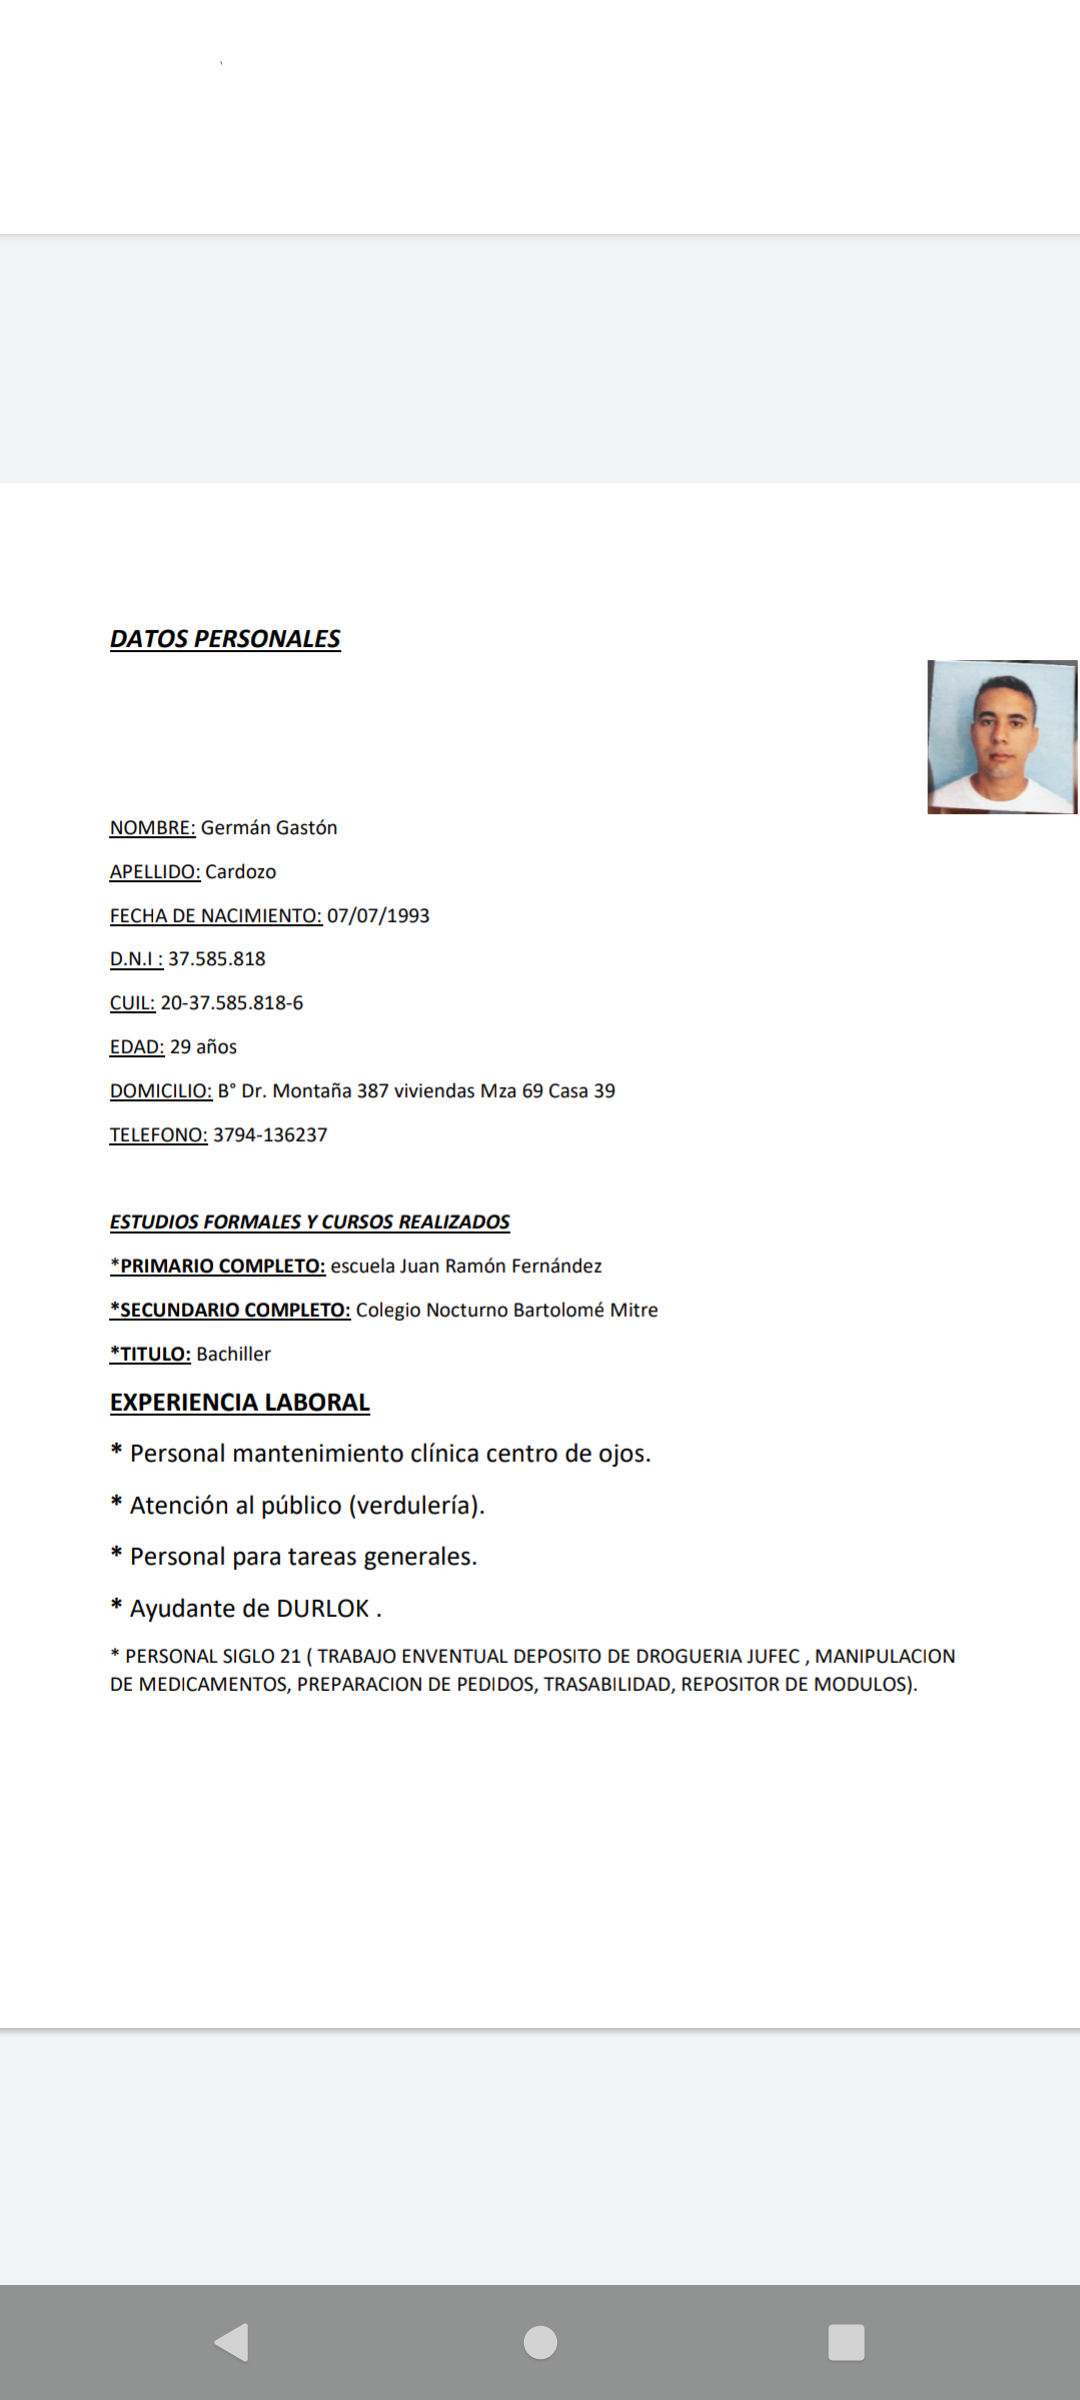 DATOS PERSONALES
NOMBRE: Germán Gastón
APELLIDO: Cardozo
FECHA DE NACIMIENTO: 07/07/1993
D.N.I : 37.585.818
CUIL: 20-37.585.818-6
EDAD: 29 años
DOMICILIO: B° Dr. Montaña 387 viviendas Mza 69 Casa 39
TELEFONO: 3794-136237
ESTUDIOS FORMALES Y CURSOS REALIZADOS
*PRIMARIO COMPLETO: escuela Juan Ramón Fernández
*SECUNDARIO COMPLETO: Colegio Nocturno Bartolomé Mitre
*TITULO: Bachiller
EXPERIENCIA LABORAL
* Personal mantenimiento clínica centro de ojos.
* Atención al público (verdulería).
* Personal para tareas generales.
* Ayudante de DURLOK .
* PERSONAL SIGLO 21 ( TRABAJO ENVENTUAL DEPOSITO DE DROGUERIA JUFEC , MANIPULACION
DE MEDICAMENTOS, PREPARACION DE PEDIDOS, TRASABILIDAD, REPOSITOR DE MODULOS).